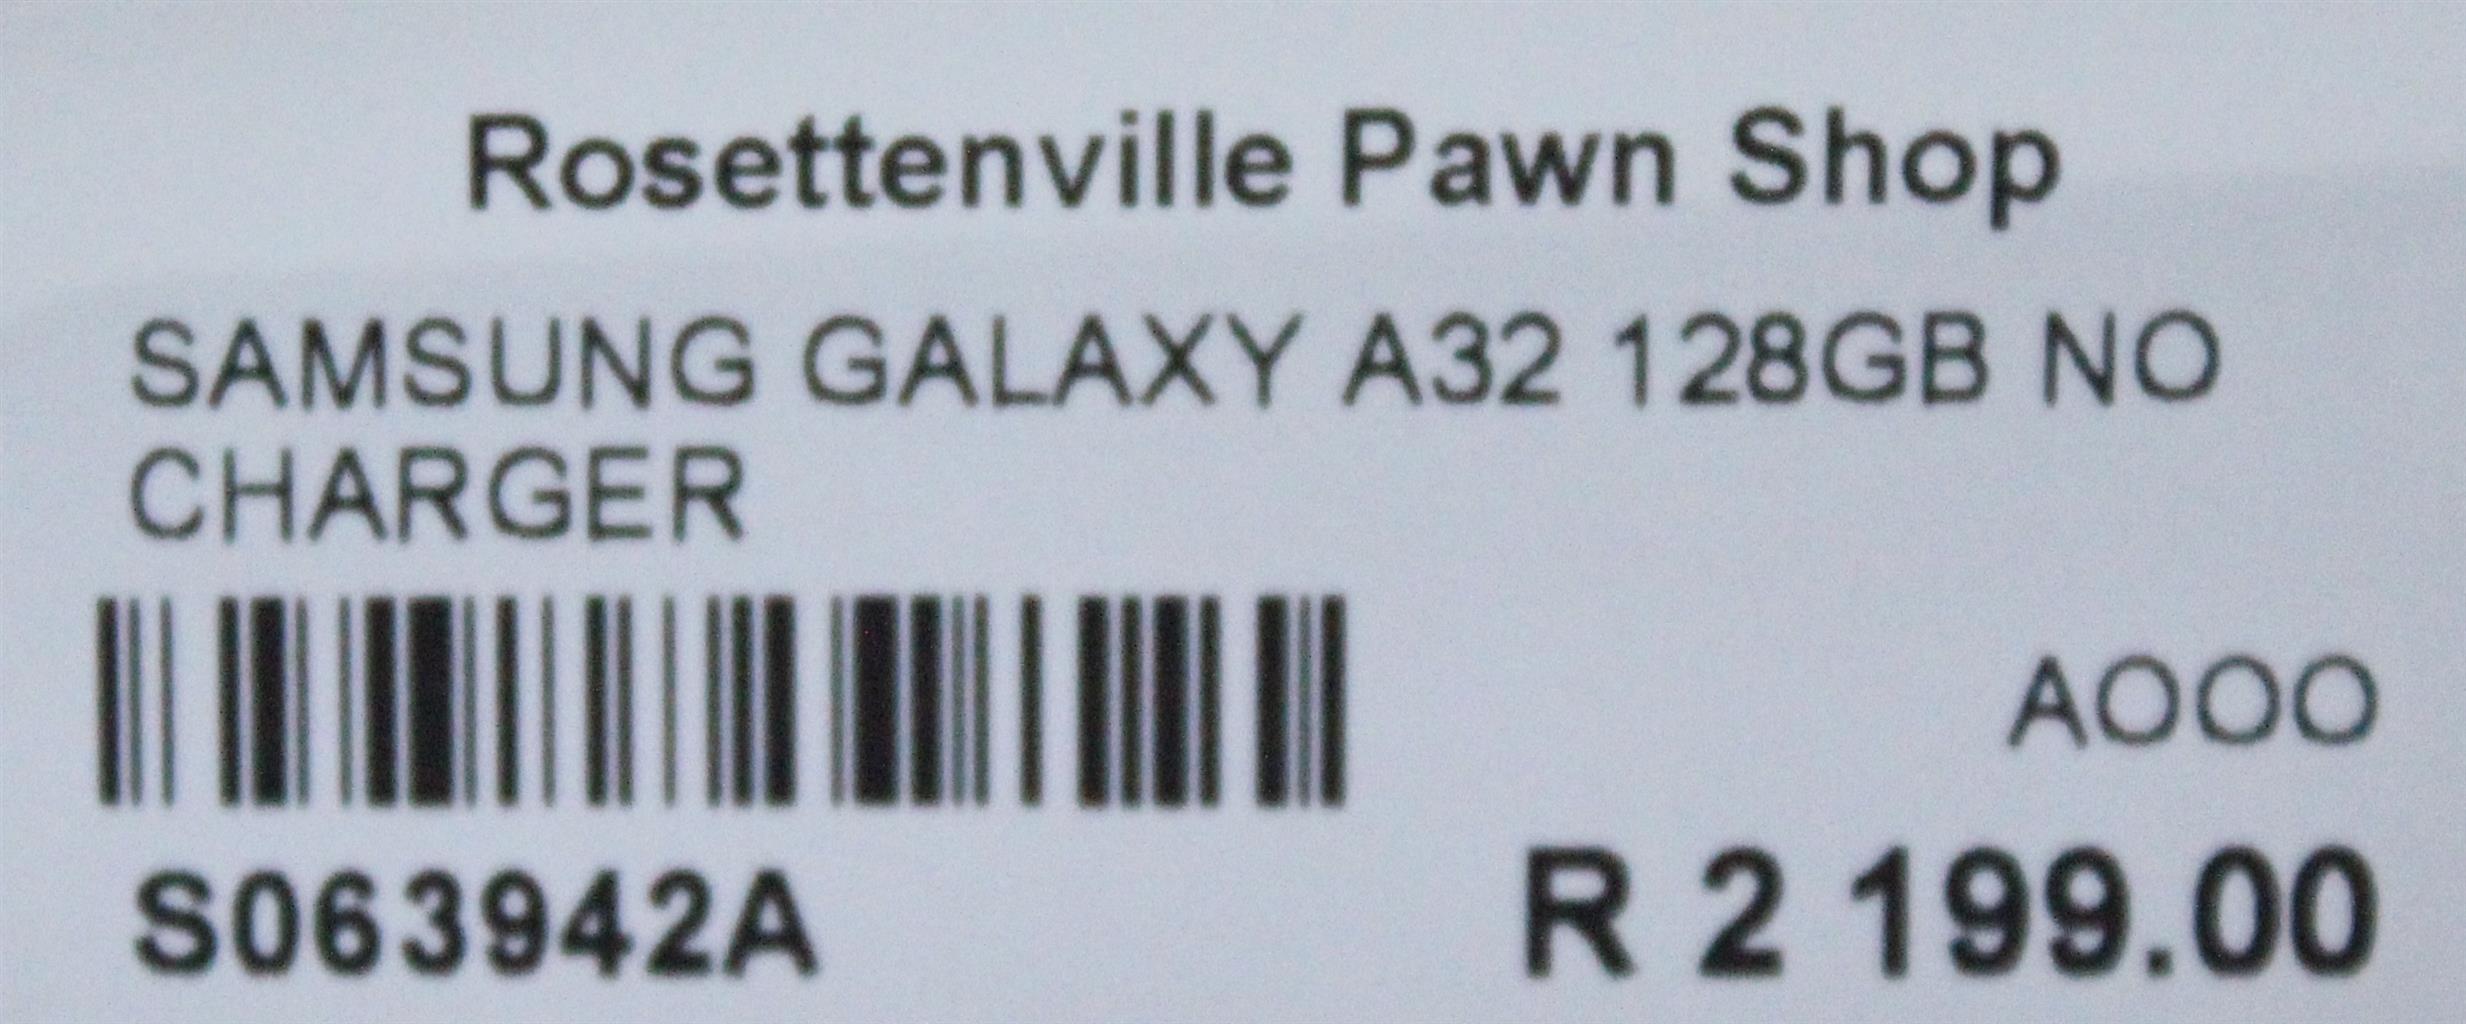 Rosettenville Pawn Shop
SAMSUNG GALAXY A32 128GB NO
CHARGER
AOOO
S063942A
R 2 199.00